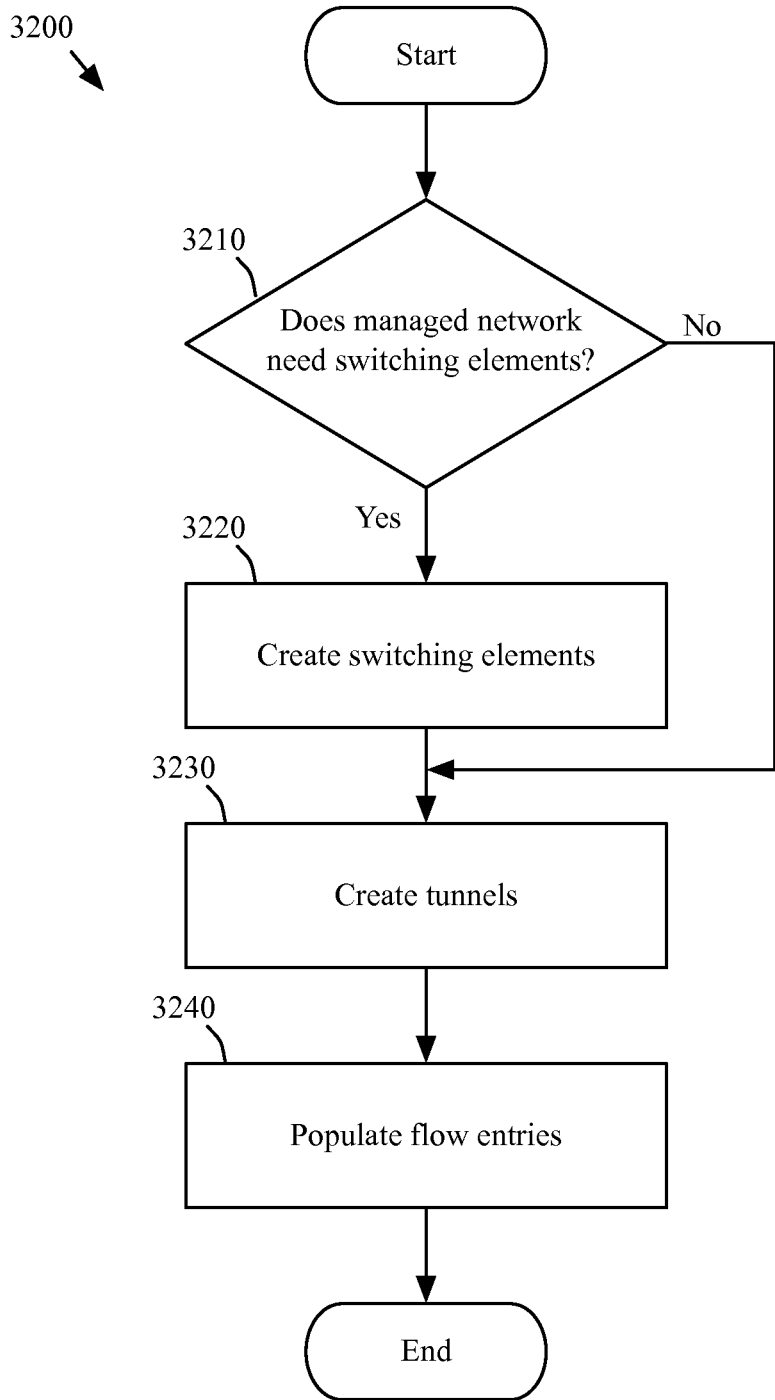 3200
Start
3210
Does managed network
need switching elements?
No
Yes
3220
Create switching elements
3230
Create tunnels
3240
Populate flow entries
End